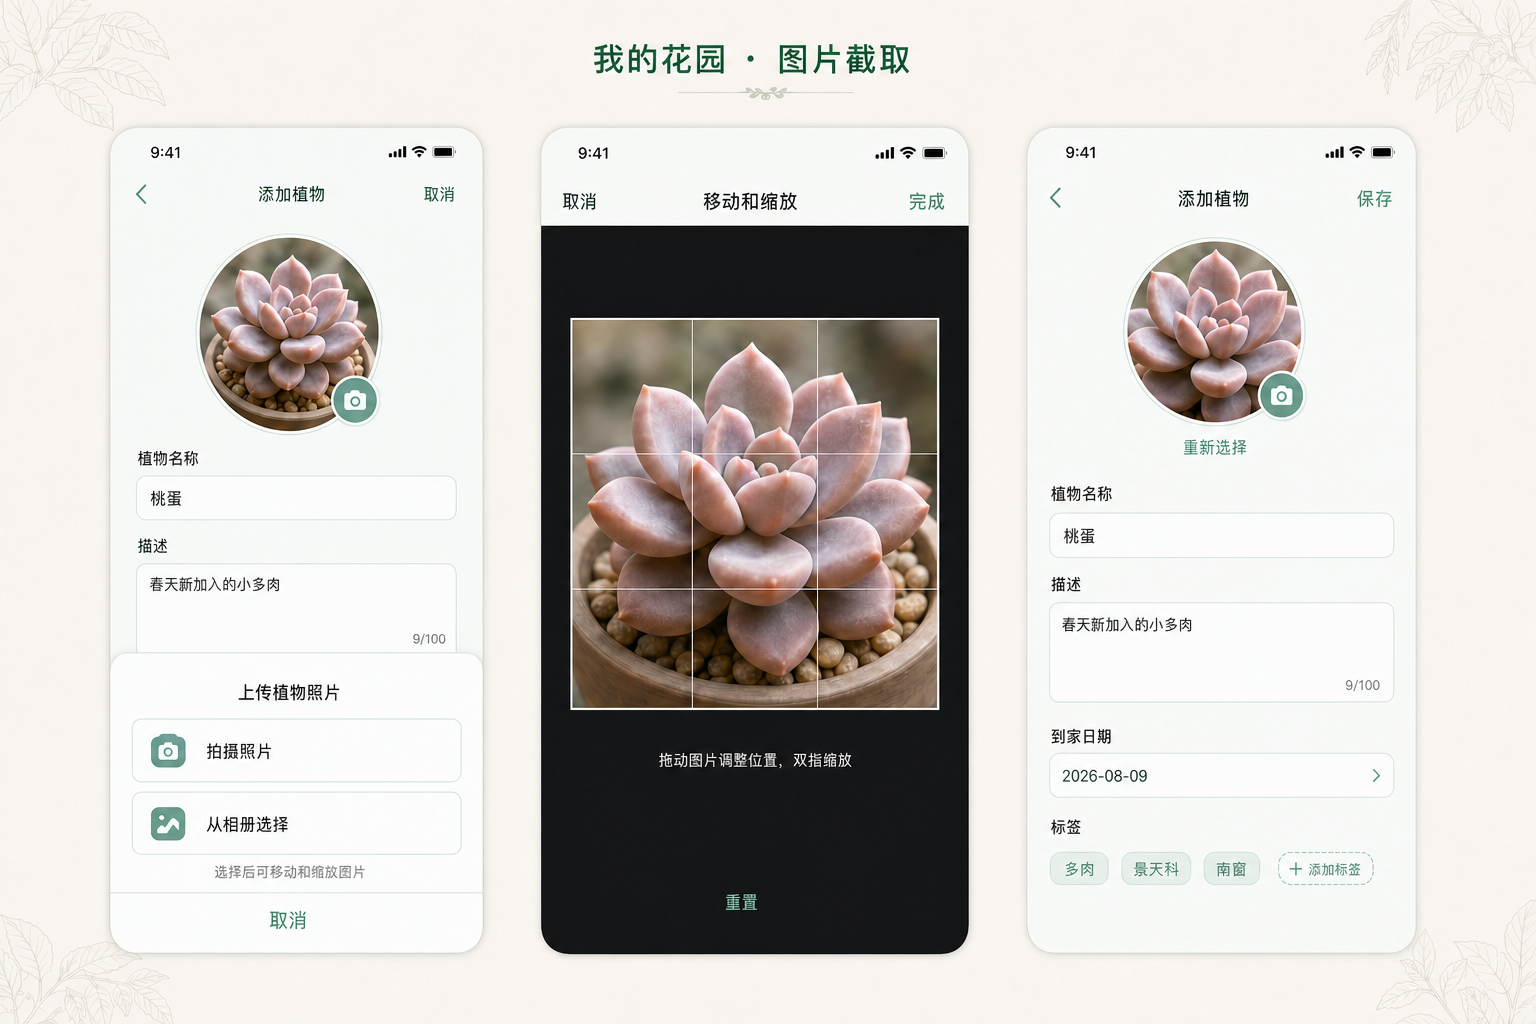 我的花园 · 图片截取
9:41
添加植物
取消
植物名称
桃蛋
描述
春天新加入的小多肉
9/100
上传植物照片
拍摄照片
从相册选择
选择后可移动和缩放图片
取消
9:41
取消
移动和缩放
完成
拖动图片调整位置，双指缩放
重置
9:41
添加植物
保存
重新选择
植物名称
桃蛋
描述
春天新加入的小多肉
9/100
到家日期
2026-08-09
标签
多肉
景天科
南窗
+ 添加标签